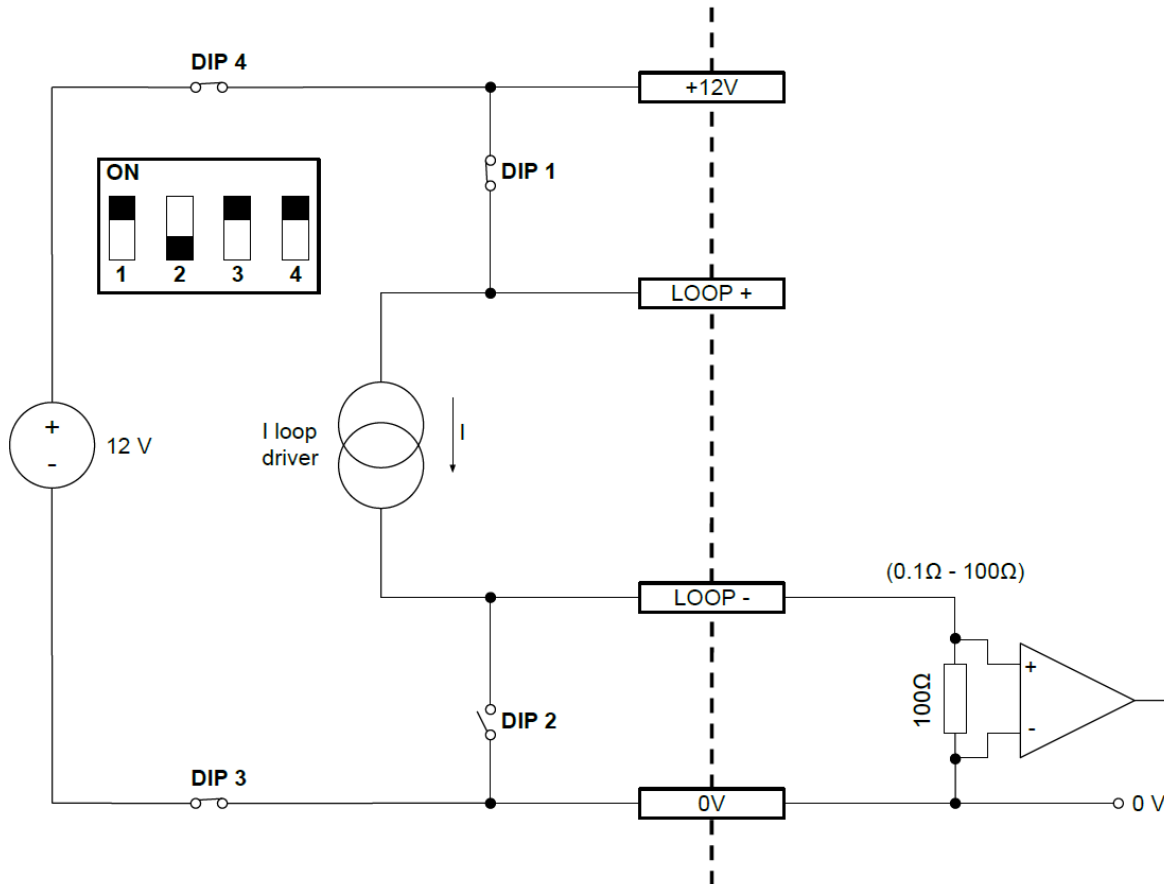 DIP 4
+12V
ON
1 2 3 4
DIP 1
LOOP +
+
-
12 V
I loop
driver
I
(0.1Ω - 100Ω)
LOOP -
100Ω
+
-
DIP 2
DIP 3
0V
0 V